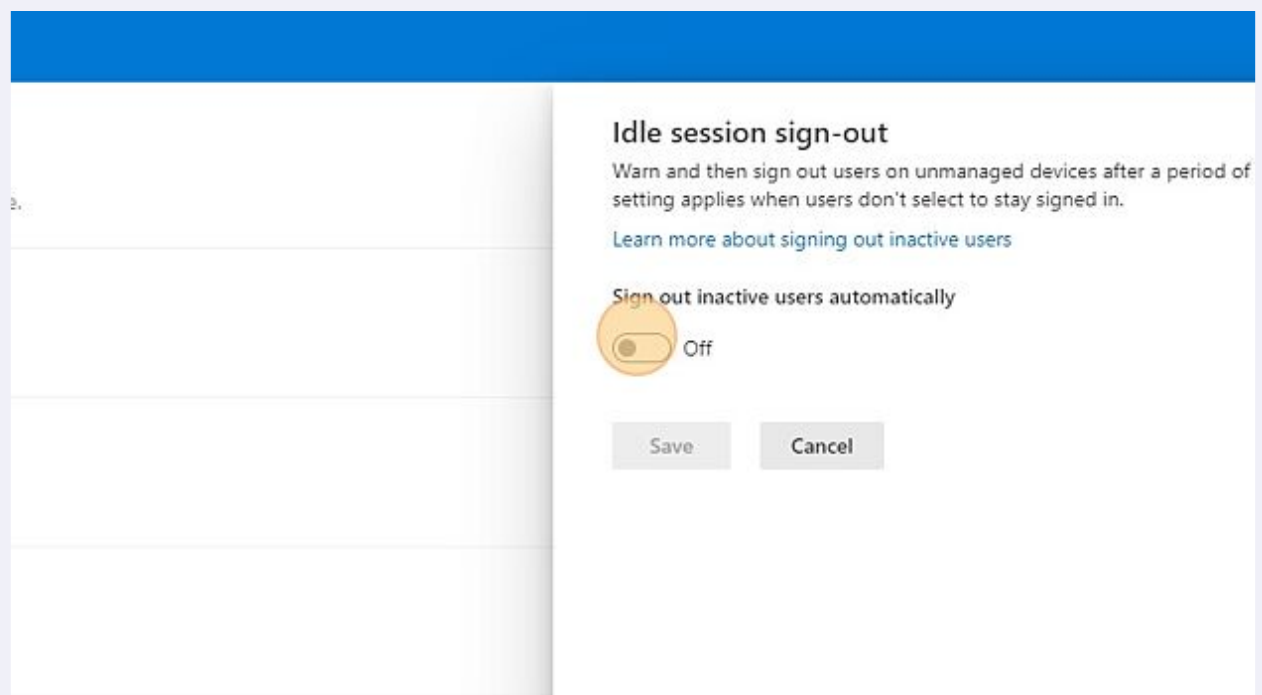 e.
Idle session sign-out
Warn and then sign out users on unmanaged devices after a period of
setting applies when users don't select to stay signed in.
Learn more about signing out inactive users
Sign out inactive users automatically
Off
Save Cancel